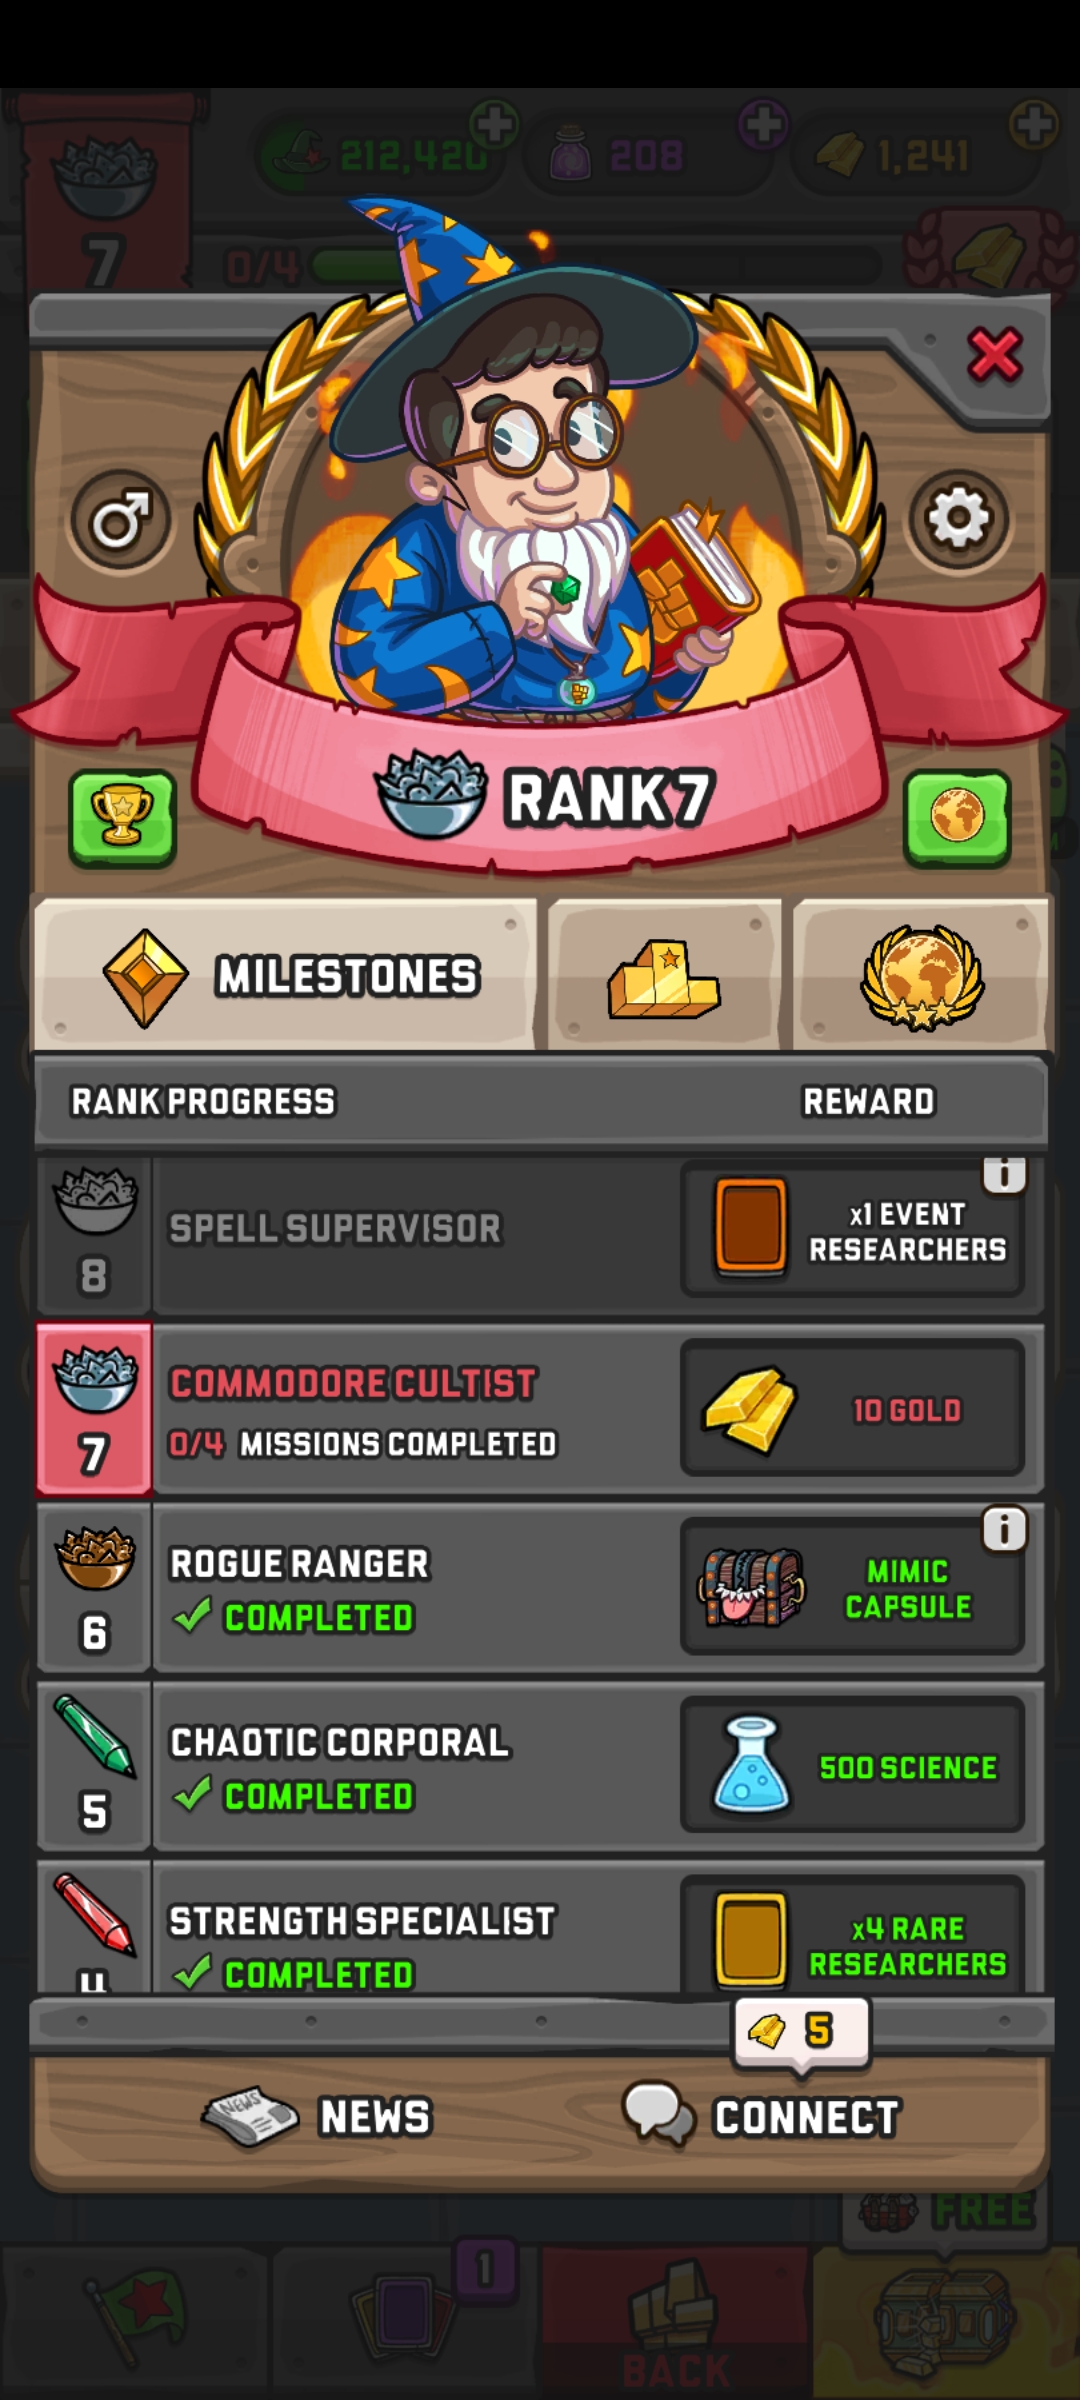 212,420
208
1,241
7
0/4
RANK 7
MILESTONES
RANK PROGRESS
REWARD
8
SPELL SUPERVISOR
i
x1 EVENT
RESEARCHERS
7
COMMODORE CULTIST
0/4 MISSIONS COMPLETED
10 GOLD
6
ROGUE RANGER
COMPLETED
i
MIMIC
CAPSULE
5
CHAOTIC CORPORAL
COMPLETED
500 SCIENCE
4
STRENGTH SPECIALIST
COMPLETED
x4 RARE
RESEARCHERS
5
NEWS
NEWS
CONNECT
FREE
1
BACK